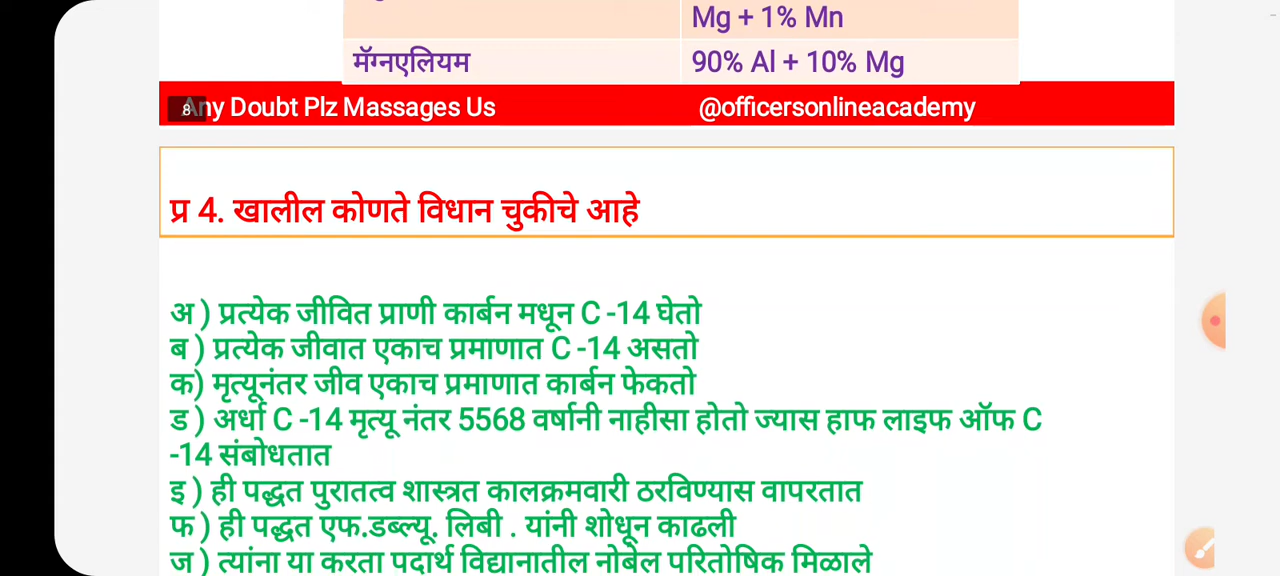 Mg + 1% Mn
मॅग्नएलियम 90% Al + 10% Mg
8
Any Doubt Plz Massages Us @officersonlineacademy
प्र 4. खालील कोणते विधान चुकीचे आहे
अ ) प्रत्येक जीवित प्राणी कार्बन मधून C -14 घेतो
ब ) प्रत्येक जीवात एकाच प्रमाणात C -14 असतो
क) मृत्यूनंतर जीव एकाच प्रमाणात कार्बन फेकतो
ड ) अर्धा C -14 मृत्यू नंतर 5568 वर्षानी नाहीसा होतो ज्यास हाफ लाइफ ऑफ C
-14 संबोधतात
इ ) ही पद्धत पुरातत्व शास्त्रत कालक्रमवारी ठरविण्यास वापरतात
फ ) ही पद्धत एफ.डब्ल्यू. लिबी . यांनी शोधून काढली
ज ) त्यांना या करता पदार्थ विद्यानातील नोबेल परितोषिक मिळाले